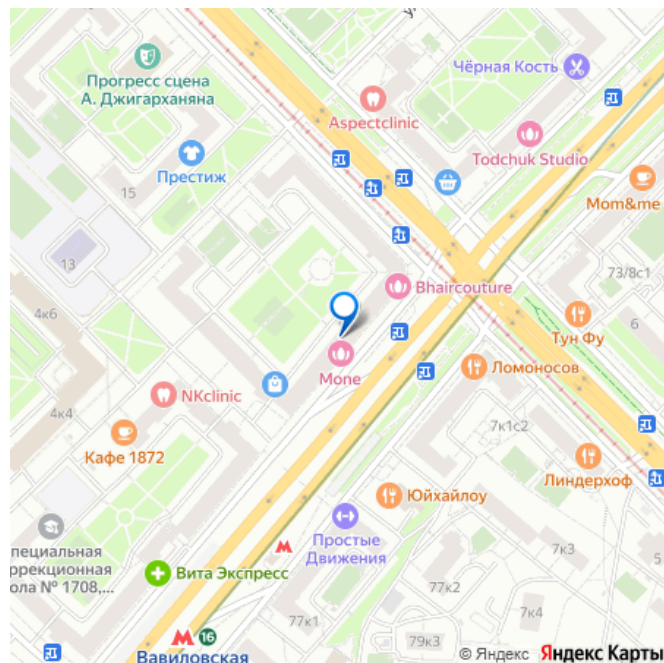 Прогресс сцена
А. Джигарханяна
Чёрная Кость
Aspectclinic
Todchuk Studio
Престиж
Mom&me
15
13
73/8с1
Bhaircouture
4к6
6
Тун Фу
Mone
Ломоносов
NKclinic
4к4
Кафе 1872
7к1с2
Линдерхоф
Юйхайлоу
Простые
Движения
пециальная
ррекционная
ола № 1708,...
Вита Экспресс
7к3
5
77к2
77к1
7к4
79к3
16
Вавиловская
© Яндекс Яндекс Карты